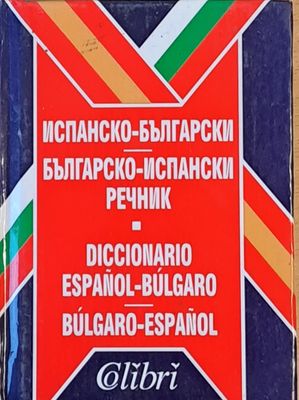 ИСПАНСКО-БЪЛГАРСКИ
БЪЛГАРСКО-ИСПАНСКИ
РЕЧНИК
DICCIONARIO
ESPAÑOL-BÚLGARO
BÚLGARO-ESPAÑOL
Colibri